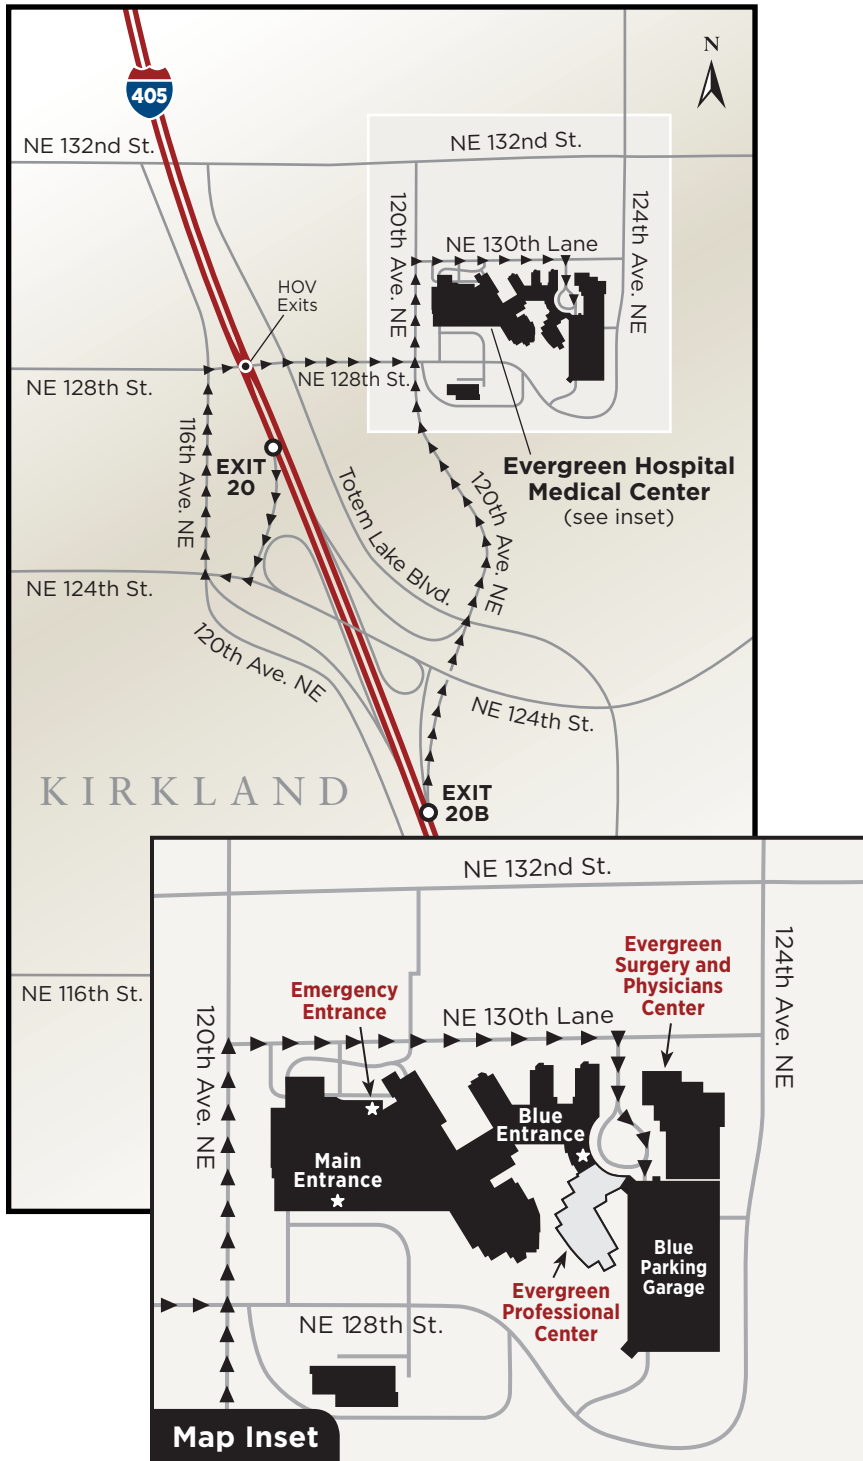 N
405
NE 132nd St.
NE 132nd St.
120th Ave. NE
124th Ave. NE
NE 130th Lane
HOV
Exits
NE 128th St.
NE 128th St.
116th Ave. NE
EXIT
20
Evergreen Hospital
Medical Center
(see inset)
Totem Lake Blvd.
120th Ave. NE
NE 124th St.
120th Ave. NE
NE 124th St.
KIRKLAND
EXIT
20B
NE 116th St.
NE 132nd St.
124th Ave. NE
Evergreen
Surgery and
Physicians
Center
Emergency
Entrance
NE 130th Lane
120th Ave. NE
Blue
Entrance
Main
Entrance
Blue
Parking
Garage
Evergreen
Professional
Center
NE 128th St.
Map Inset